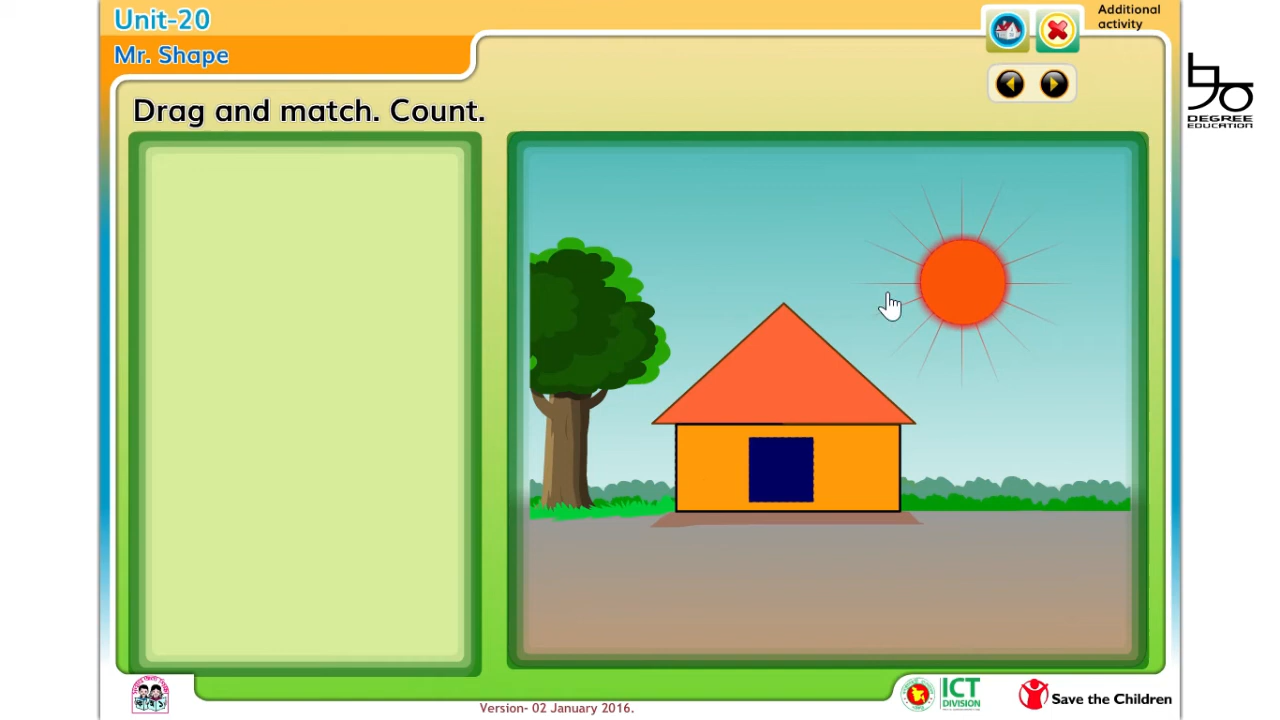 Unit-20
Mr. Shape
Additional
activity
Drag and match. Count.
DEGREE
EDUCATION
Version- 02 January 2016.
ICT
DIVISION
Save the Children